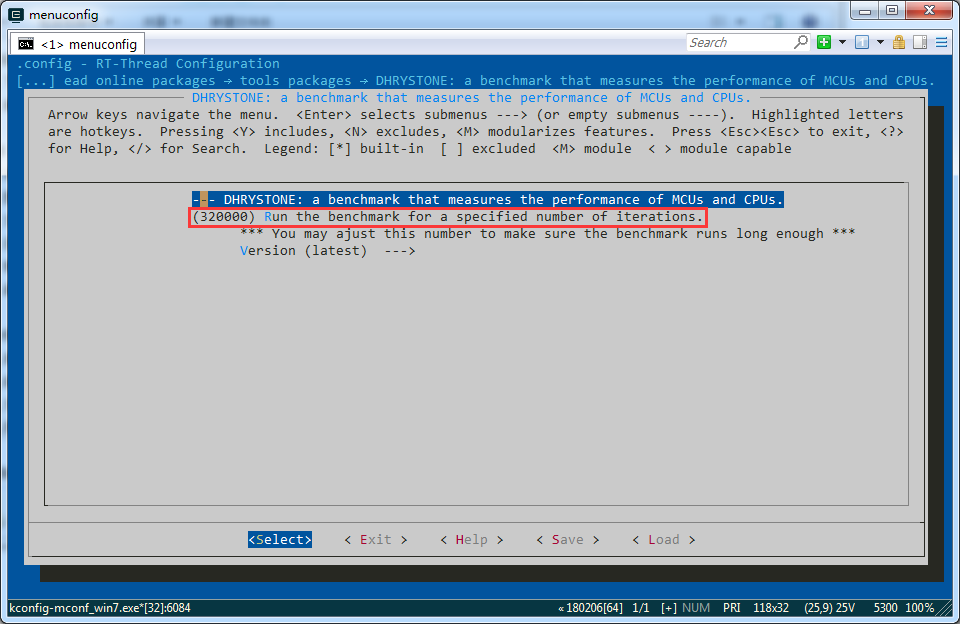 menuconfig
<1> menuconfig
Search
.config - RT-Thread Configuration
[...] ead online packages → tools packages → DHRYSTONE: a benchmark that measures the performance of MCUs and CPUs.
DHRYSTONE: a benchmark that measures the performance of MCUs and CPUs.
Arrow keys navigate the menu.  <Enter> selects submenus ---> (or empty submenus ----).  Highlighted letters
are hotkeys.  Pressing <Y> includes, <N> excludes, <M> modularizes features.  Press <Esc><Esc> to exit, <?>
for Help, </> for Search.  Legend: [*] built-in  [ ] excluded  <M> module  < > module capable
--- DHRYSTONE: a benchmark that measures the performance of MCUs and CPUs.
(320000) Run the benchmark for a specified number of iterations.
*** You may ajust this number to make sure the benchmark runs long enough ***
Version (latest)  --->
<Select>    < Exit >    < Help >    < Save >    < Load >
kconfig-mconf_win7.exe*[32]:6084    «180206[64]  1/1  [+] NUM  PRI  118x32  (25,9) 25V  5300  100%